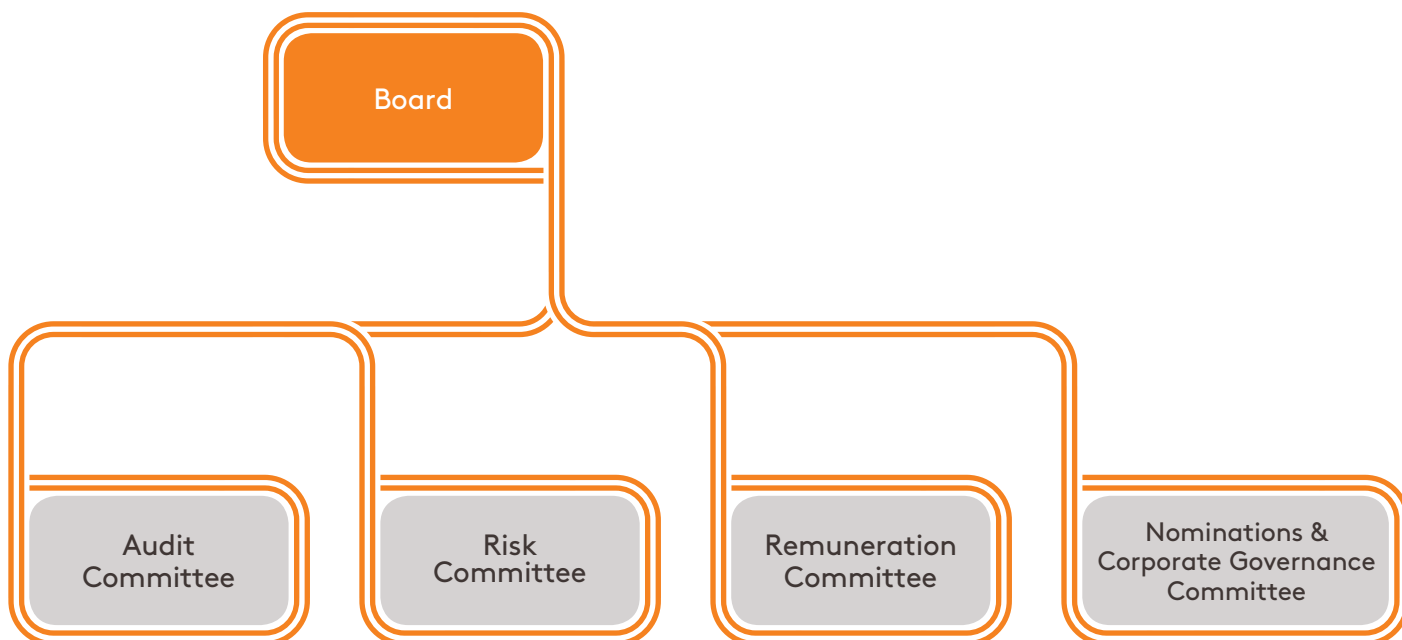 Board
Audit
Committee
Risk
Committee
Remuneration
Committee
Nominations &
Corporate Governance
Committee